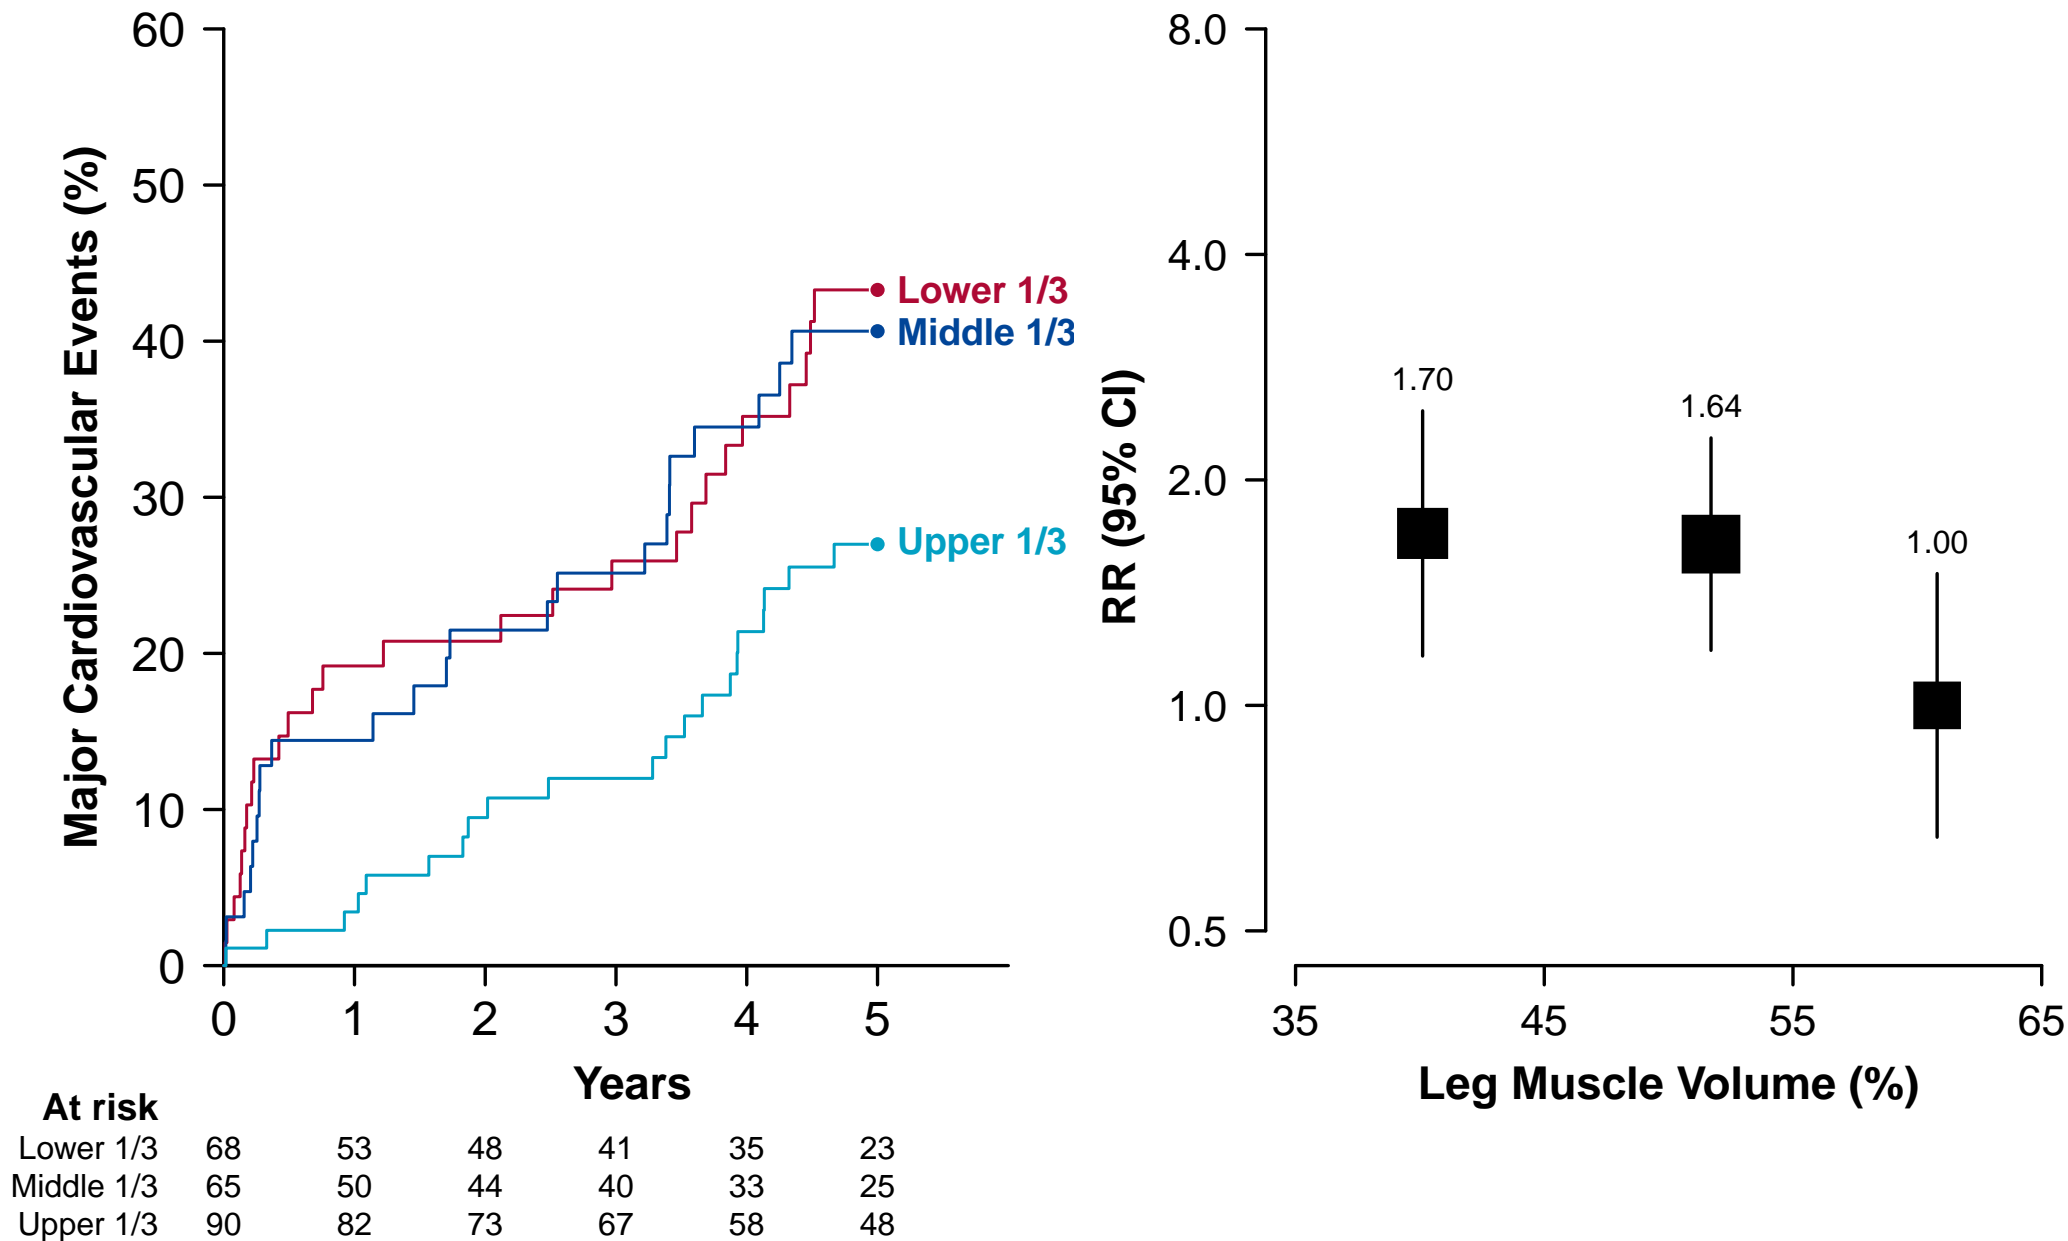 Major Cardiovascular Events (%)
60
50
40
30
20
10
0
Lower 1/3
Middle 1/3
Upper 1/3
0 1 2 3 4 5
Years
At risk
Lower 1/3 68 53 48 41 35 23
Middle 1/3 65 50 44 40 33 25
Upper 1/3 90 82 73 67 58 48
RR (95% CI)
8.0
4.0
2.0
1.0
0.5
1.70
1.64
1.00
35 45 55 65
Leg Muscle Volume (%)